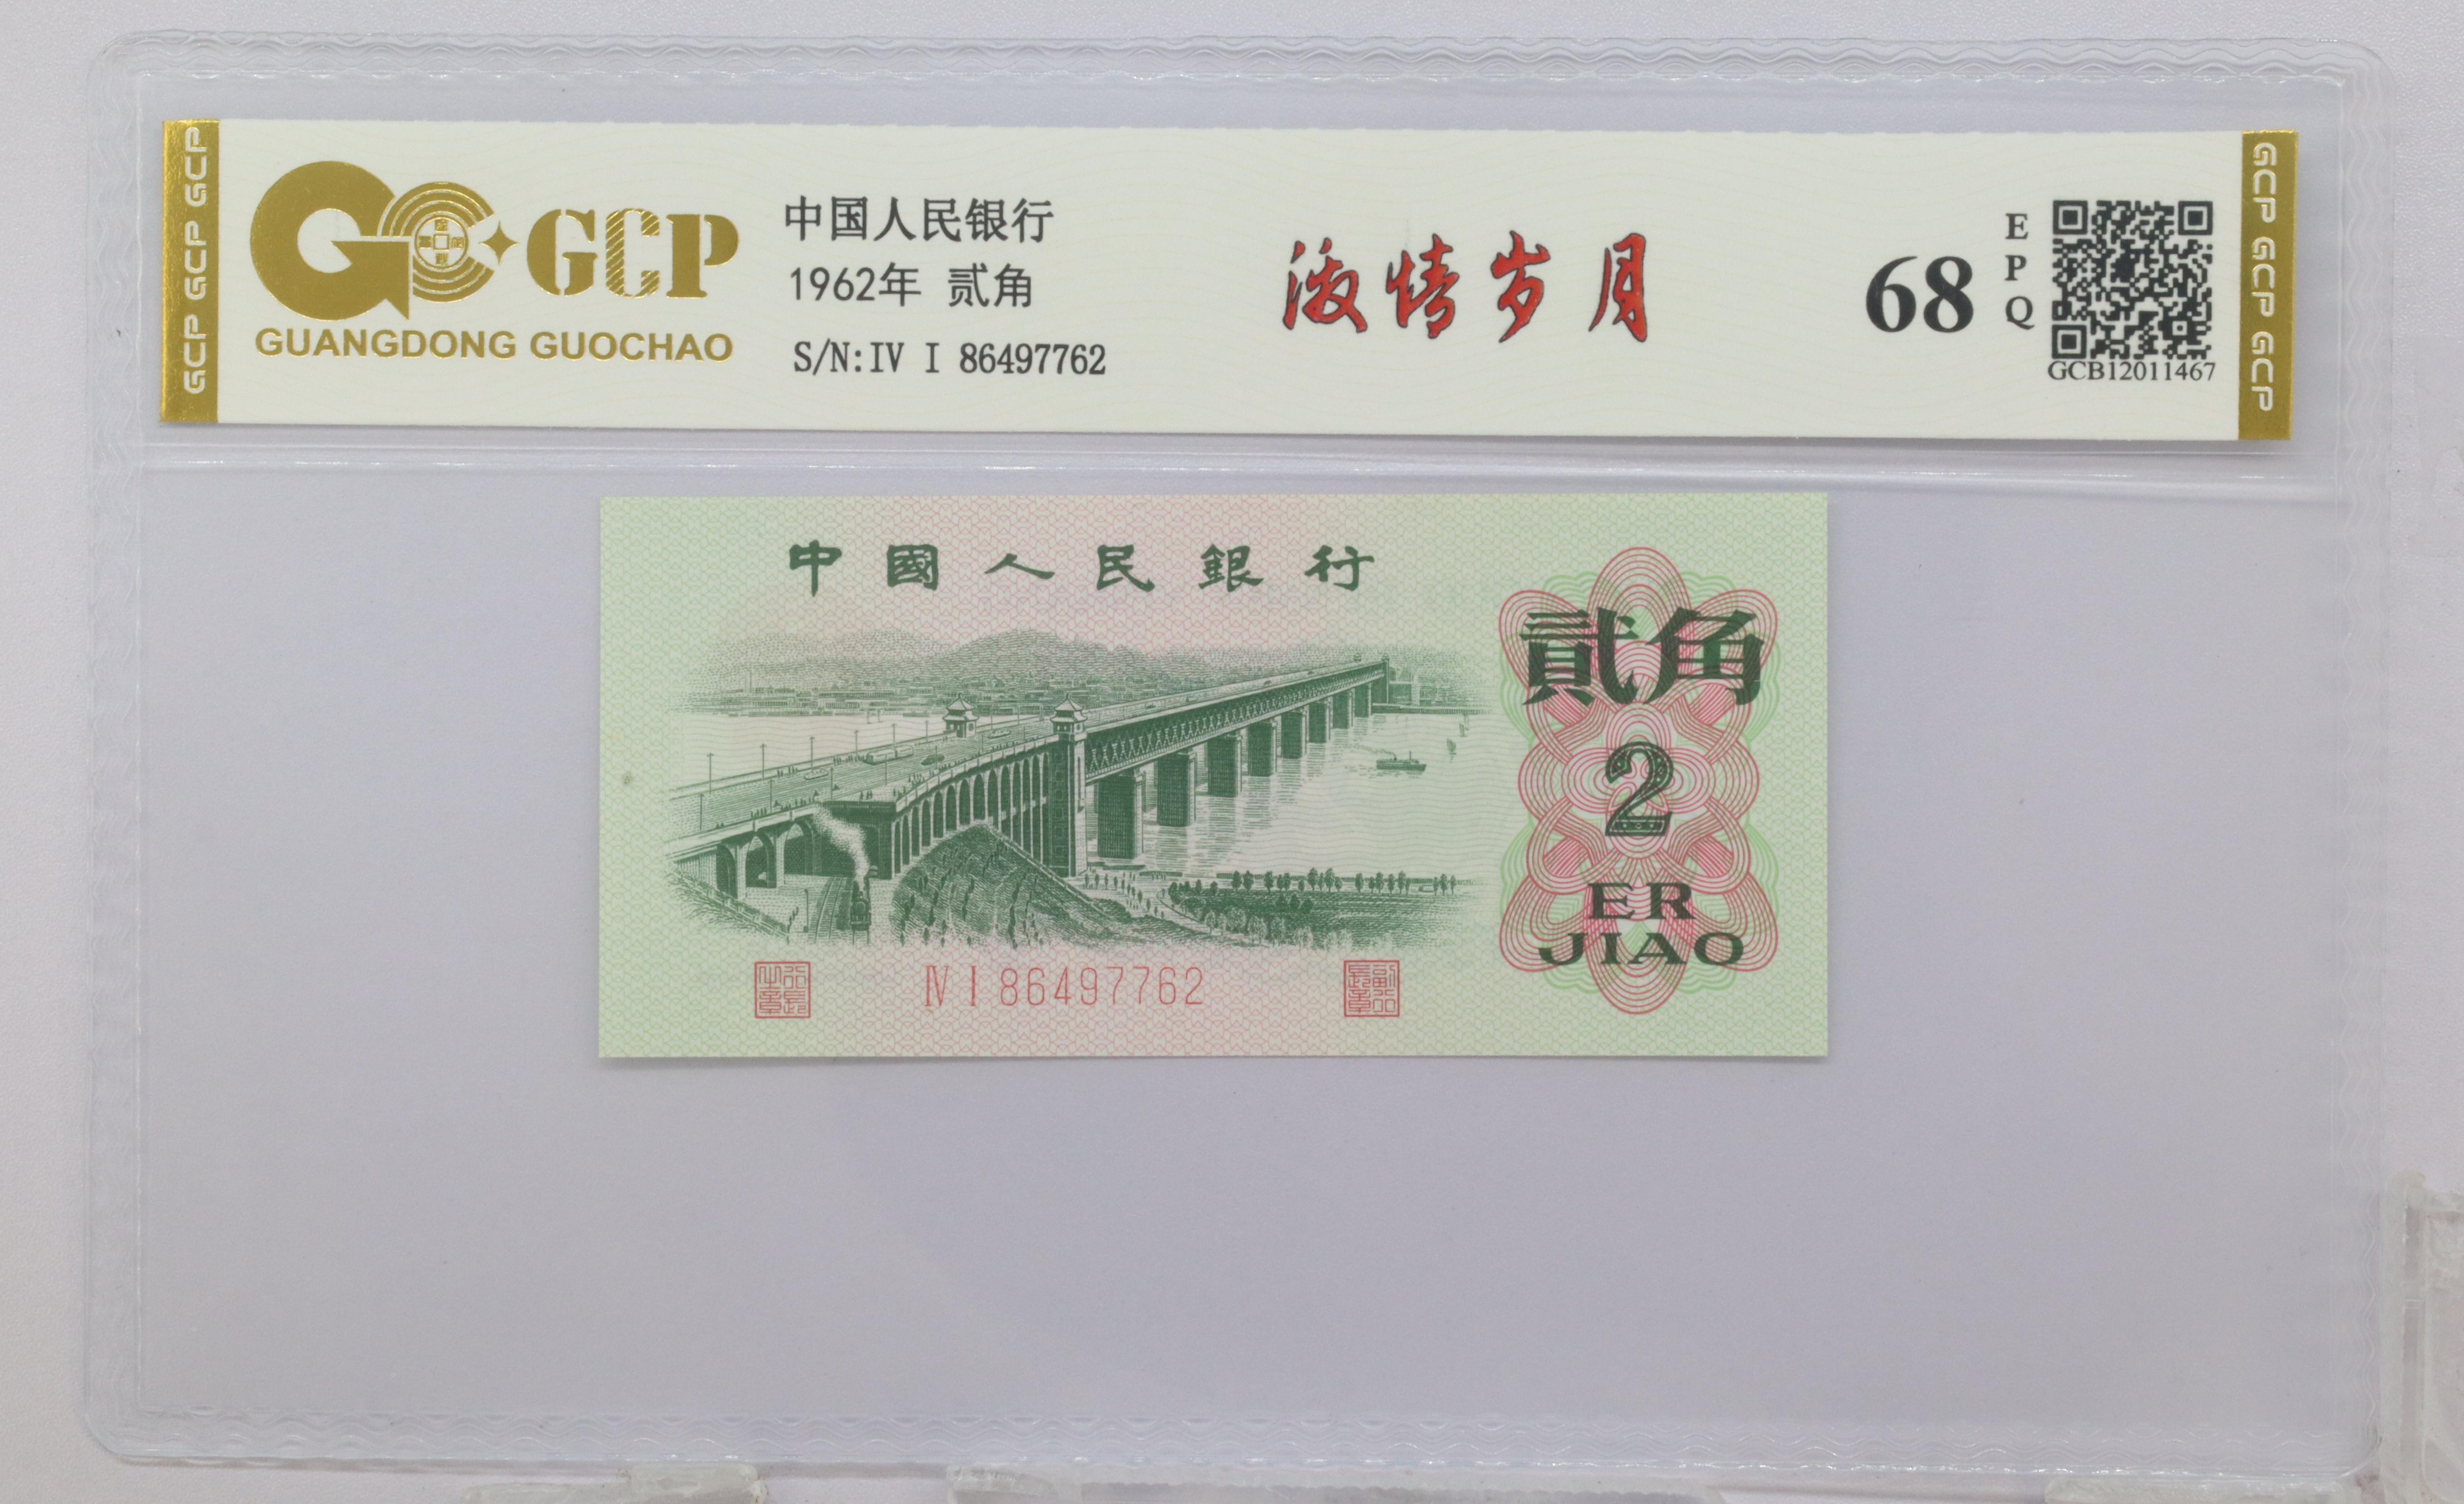 GCP GCP GCP
GCP
GUANGDONG GUOCHAO
中国人民银行
1962年 贰角
S/N:IV I 86497762
激情岁月
68
EPQ
GCB12011467
GCP GCP GCP
中國人民銀行
貳角
2
ER
JIAO
IV I 86497762